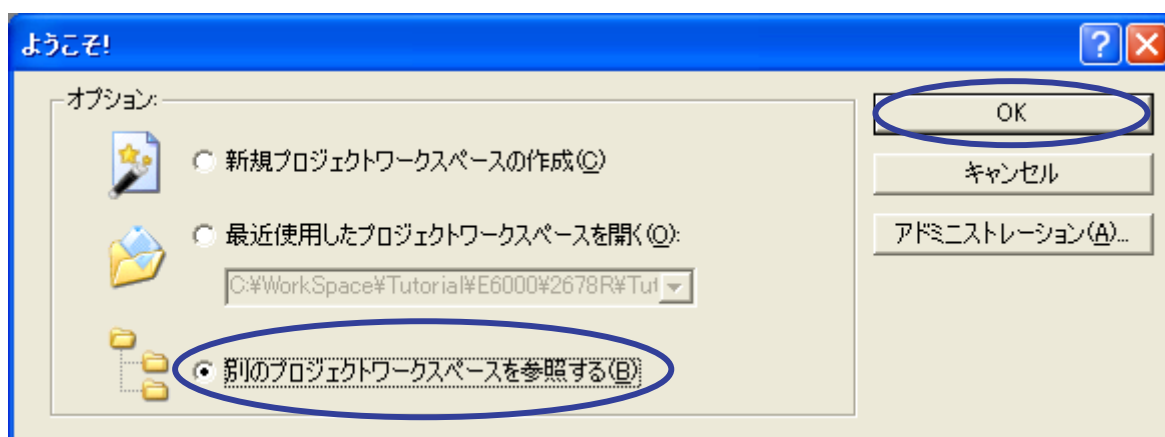 ようこそ!
オプション:
新規プロジェクトワークスペースの作成(C)
最近使用したプロジェクトワークスペースを開く(O):
C:¥WorkSpace¥Tutorial¥E6000¥2678R¥Tut
別のプロジェクトワークスペースを参照する(B)
OK
キャンセル
アドミニストレーション(A)...